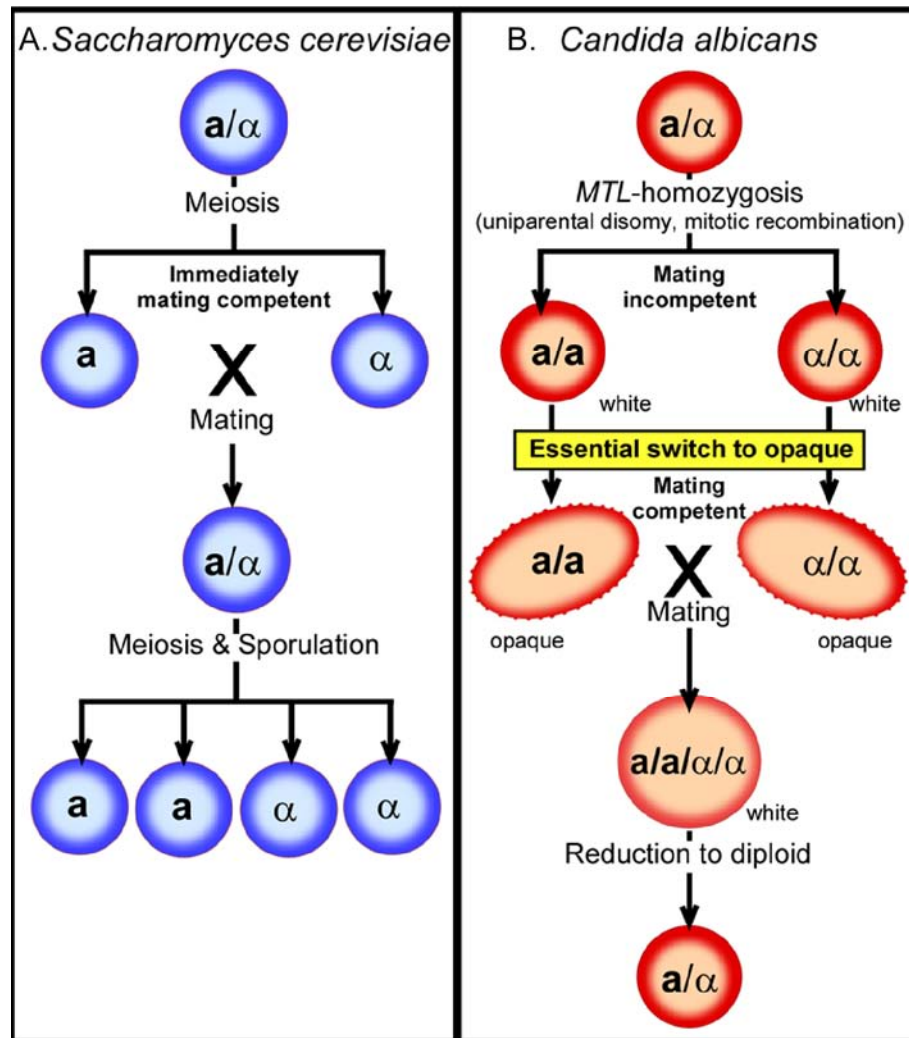 A. Saccharomyces cerevisiae
a/α
Meiosis
Immediately
mating competent
a
α
X
Mating
a/α
Meiosis & Sporulation
a
a
α
α
B. Candida albicans
a/α
MTL-homozygosis
(uniparental disomy, mitotic recombination)
Mating
incompetent
a/a
α/α
white
white
Essential switch to opaque
Mating
competent
a/a
α/α
X
Mating
opaque
opaque
a/a/α/α
white
Reduction to diploid
a/α